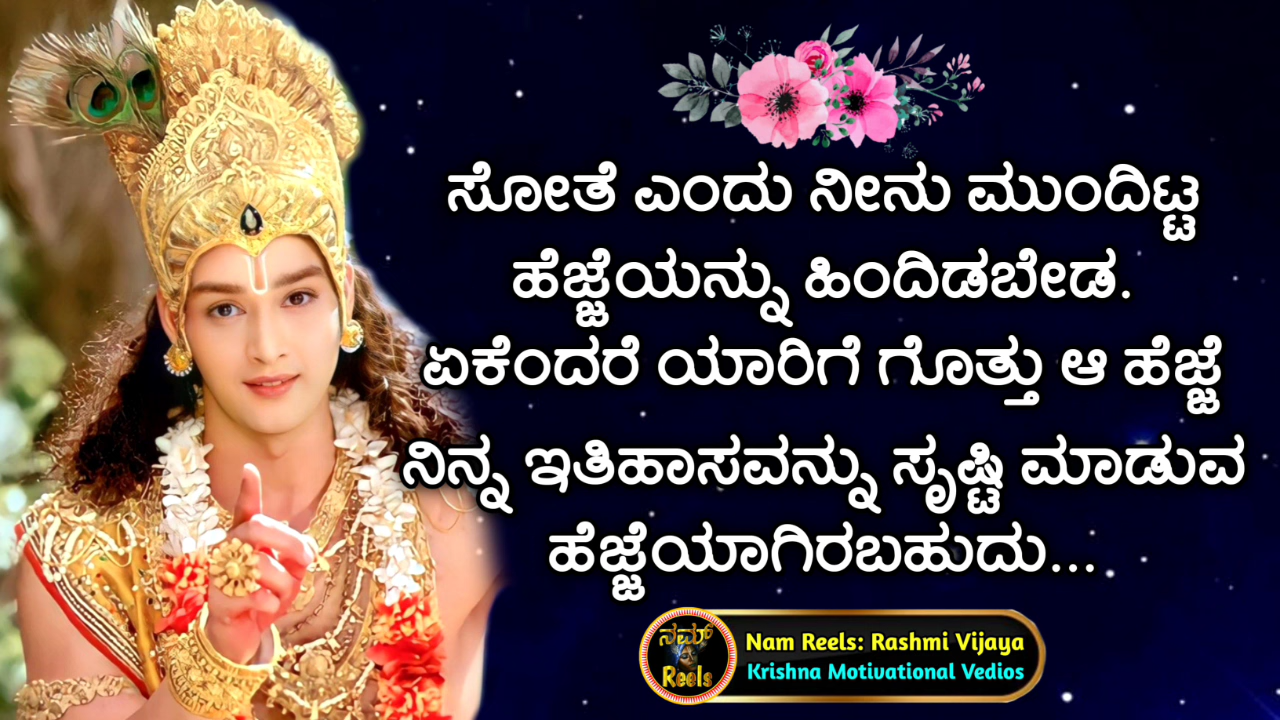 ಸೋತೆ ಎಂದು ನೀನು ಮುಂದಿಟ್ಟ
ಹೆಜ್ಜೆಯನ್ನು ಹಿಂದಿಡಬೇಡ.
ಏಕೆಂದರೆ ಯಾರಿಗೆ ಗೊತ್ತು ಆ ಹೆಜ್ಜೆ
ನಿನ್ನ ಇತಿಹಾಸವನ್ನು ಸೃಷ್ಟಿ ಮಾಡುವ
ಹೆಜ್ಜೆಯಾಗಿರಬಹುದು...
ನಮ್
Reels
Nam Reels: Rashmi Vijaya
Krishna Motivational Vedios